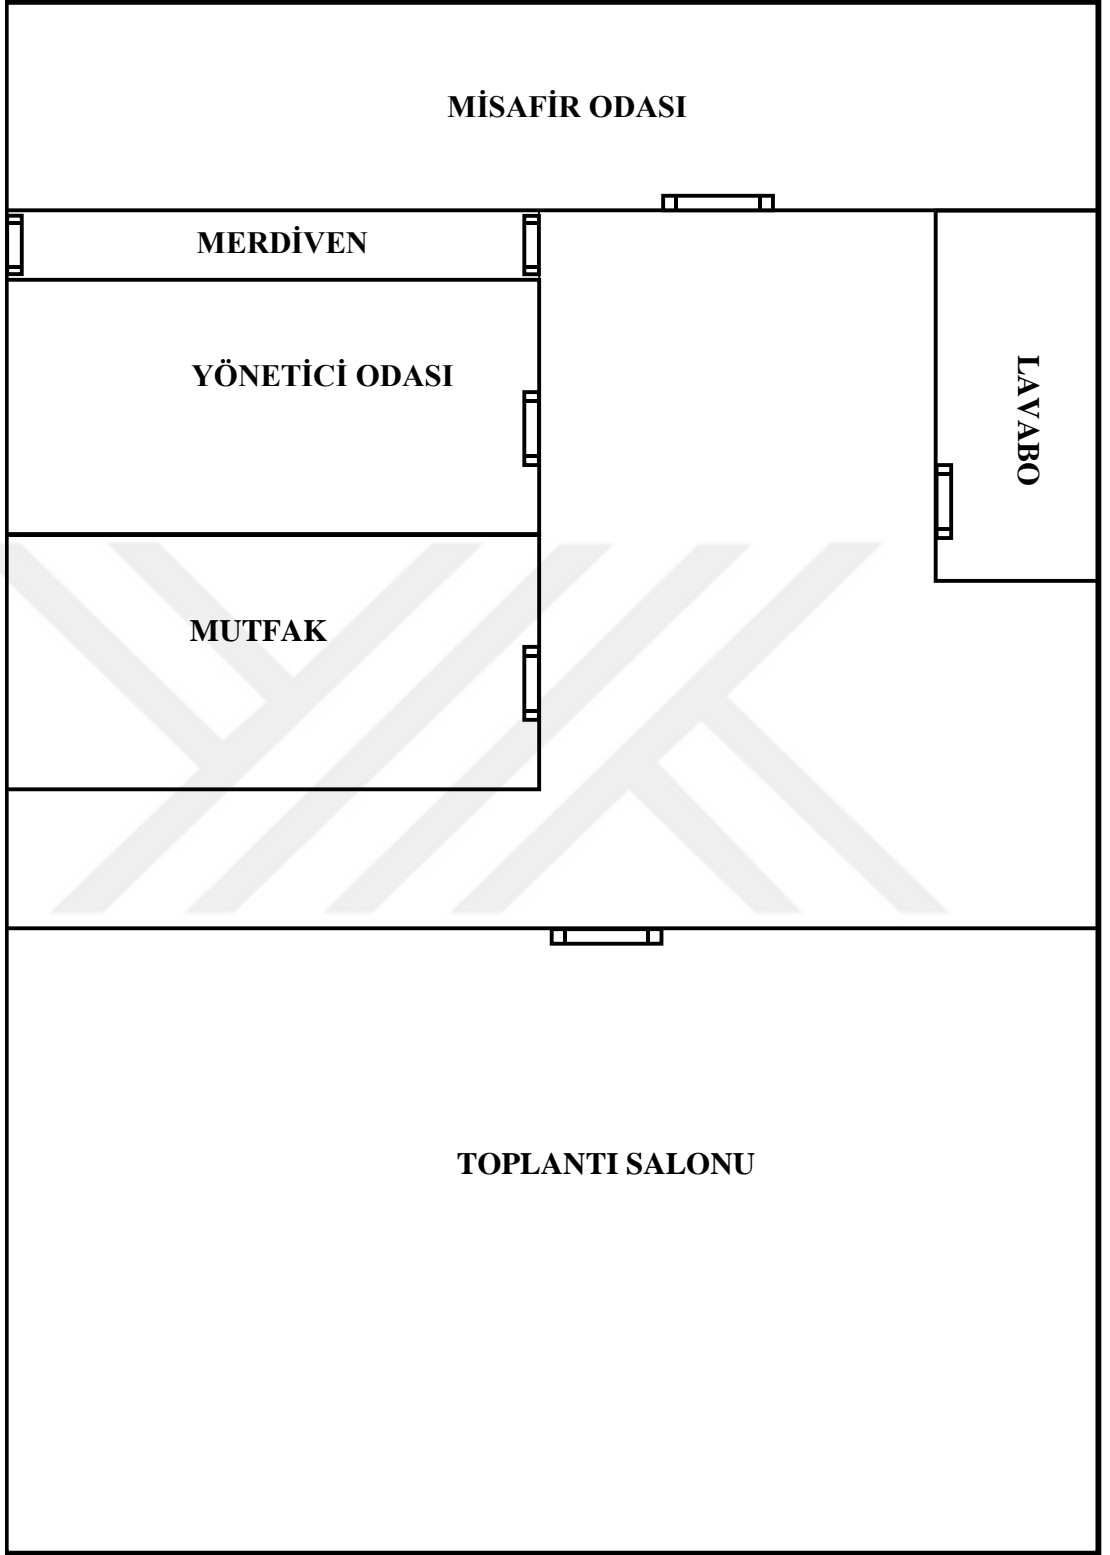 MİSAFİR ODASI
MERDİVEN
YÖNETİCİ ODASI
LAVABO
MUTFAK
TOPLANTI SALONU